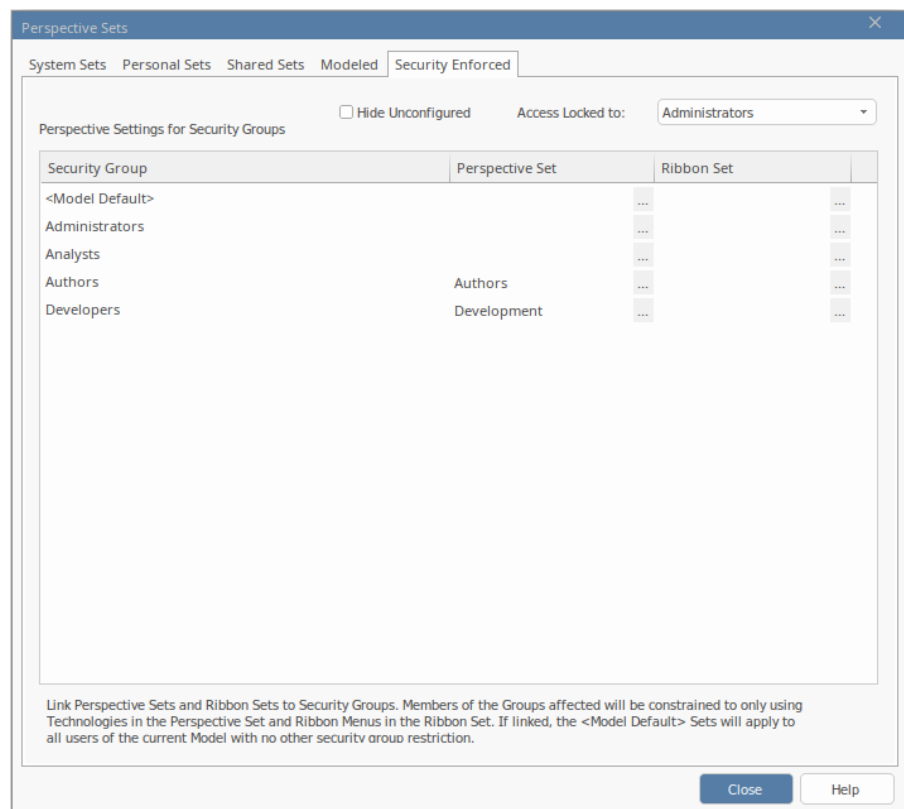 Perspective Sets
System Sets Personal Sets Shared Sets Modeled Security Enforced
Hide Unconfigured Access Locked to: Administrators
Perspective Settings for Security Groups
Security Group Perspective Set Ribbon Set
<Model Default> ... ...
Administrators ... ...
Analysts ... ...
Authors Authors ... ...
Developers Development ... ...
Link Perspective Sets and Ribbon Sets to Security Groups. Members of the Groups affected will be constrained to only using
Technologies in the Perspective Set and Ribbon Menus in the Ribbon Set. If linked, the <Model Default> Sets will apply to
all users of the current Model with no other security group restriction.
Close Help